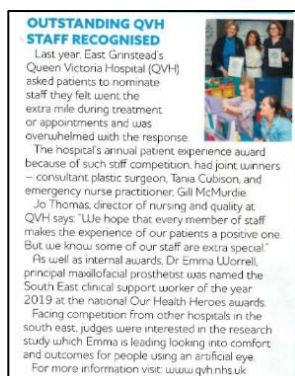 OUTSTANDING QVH
STAFF RECOGNISED
Last year, East Grinstead's
Queen Victoria Hospital (QVH)
asked patients to nominate
staff they felt went the
extra mile during treatment
or appointments and was
overwhelmed with the response.
The hospital's annual patient experience award
because of such stiff competition, had joint winners
– consultant plastic surgeon, Tania Cubison, and
emergency nurse practitioner, Gill McMurdie.
Jo Thomas, director of nursing and quality at
QVH says: "We hope that every member of staff
makes the experience of our patients a positive one.
But we know some of our staff are extra special."
As well as internal awards, Dr Emma Worrell,
principal maxillofacial prosthetist was named the
South East clinical support worker of the year
2019 at the national Our Health Heroes awards.
Facing competition from other hospitals in the
south east, judges were interested in the research
study which Emma is leading looking into comfort
and outcomes for people using an artificial eye.
For more information visit: www.qvh.nhs.uk